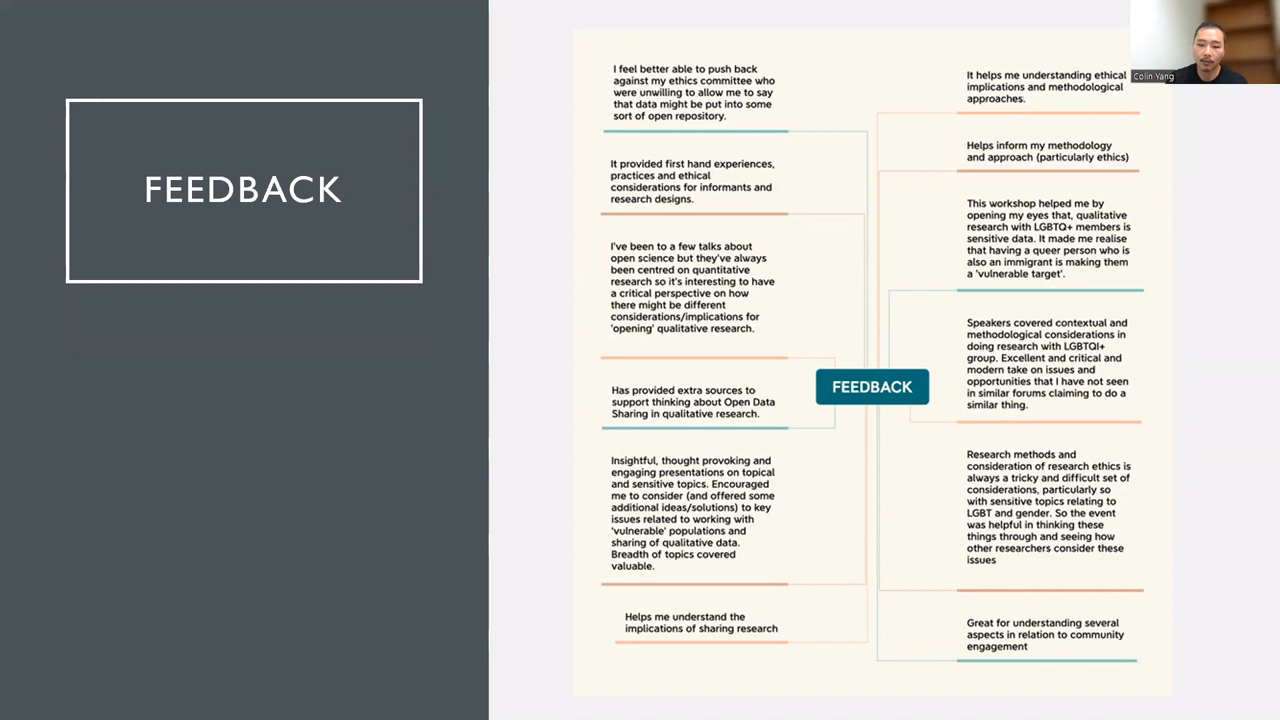 FEEDBACK
I feel better able to push back
against my ethics committee who
were unwilling to allow me to say
that data might be put into some
sort of open repository.
It provided first hand experiences,
practices and ethical
considerations for informants and
research designs.
I've been to a few talks about
open science but they've always
been centred on quantitative
research so it's interesting to have
a critical perspective on how
there might be different
considerations/implications for
'opening' qualitative research.
Has provided extra sources to
support thinking about Open Data
Sharing in qualitative research.
Insightful, thought provoking and
engaging presentations on topical
and sensitive topics. Encouraged
me to consider (and offered some
additional ideas/solutions) to key
issues related to working with
'vulnerable' populations and
sharing of qualitative data.
Breadth of topics covered
valuable.
Helps me understand the
implications of sharing research
FEEDBACK
It helps me understanding ethical
implications and methodological
approaches.
Helps inform my methodology
and approach (particularly ethics)
This workshop helped me by
opening my eyes that, qualitative
research with LGBTQ+ members is
sensitive data. It made me realise
that having a queer person who is
also an immigrant is making them
a 'vulnerable target'.
Speakers covered contextual and
methodological considerations in
doing research with LGBTQI+
group. Excellent and critical and
modern take on issues and
opportunities that I have not seen
in similar forums claiming to do a
similar thing.
Research methods and
consideration of research ethics is
always a tricky and difficult set of
considerations, particularly so
with sensitive topics relating to
LGBT and gender. So the event
was helpful in thinking these
things through and seeing how
other researchers consider these
issues
Great for understanding several
aspects in relation to community
engagement
Colin Yang